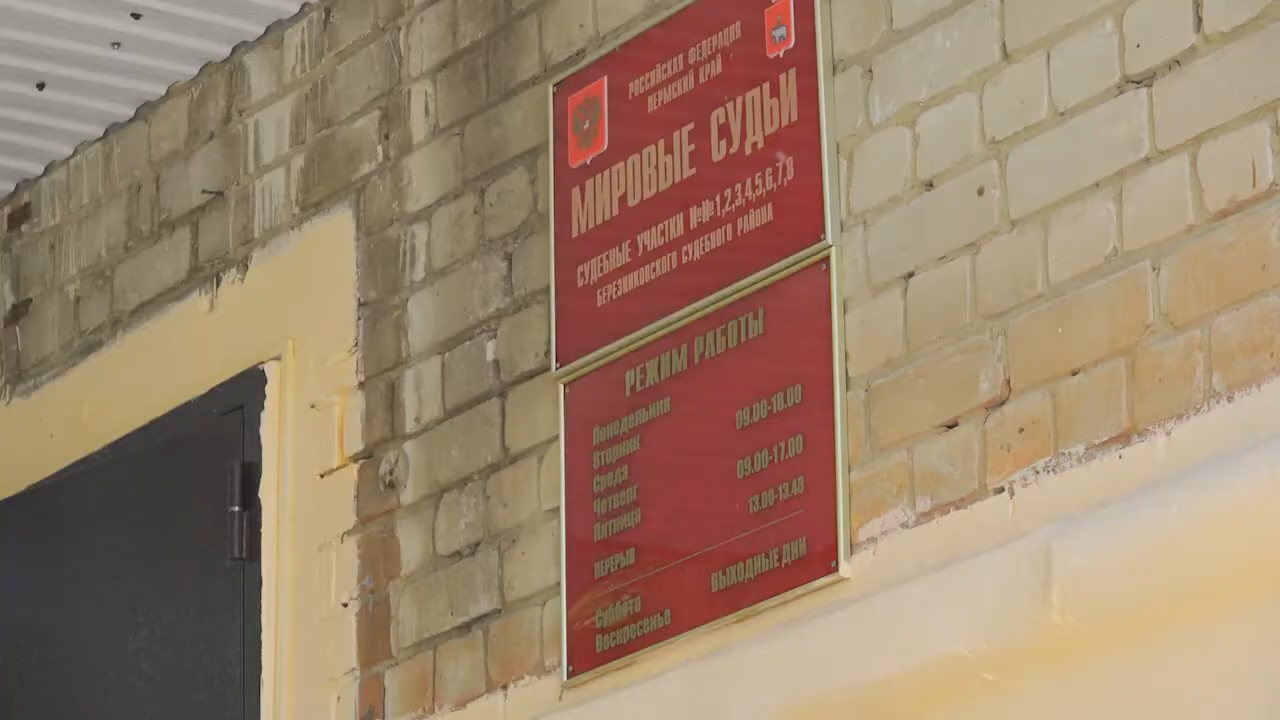 РОССИЙСКАЯ ФЕДЕРАЦИЯ
ПЕРМСКИЙ КРАЙ
МИРОВЫЕ СУДЬИ
СУДЕБНЫЕ УЧАСТКИ №№1,2,3,4,5,6,7,8
БЕРЕЗНИКОВСКОГО СУДЕБНОГО РАЙОНА
РЕЖИМ РАБОТЫ
Понедельник
Вторник 09.00-18.00
Среда
Четверг
Пятница 09.00-17.00
ПЕРЕРЫВ 13.00-13.48
Суббота
Воскресенье ВЫХОДНЫЕ ДНИ